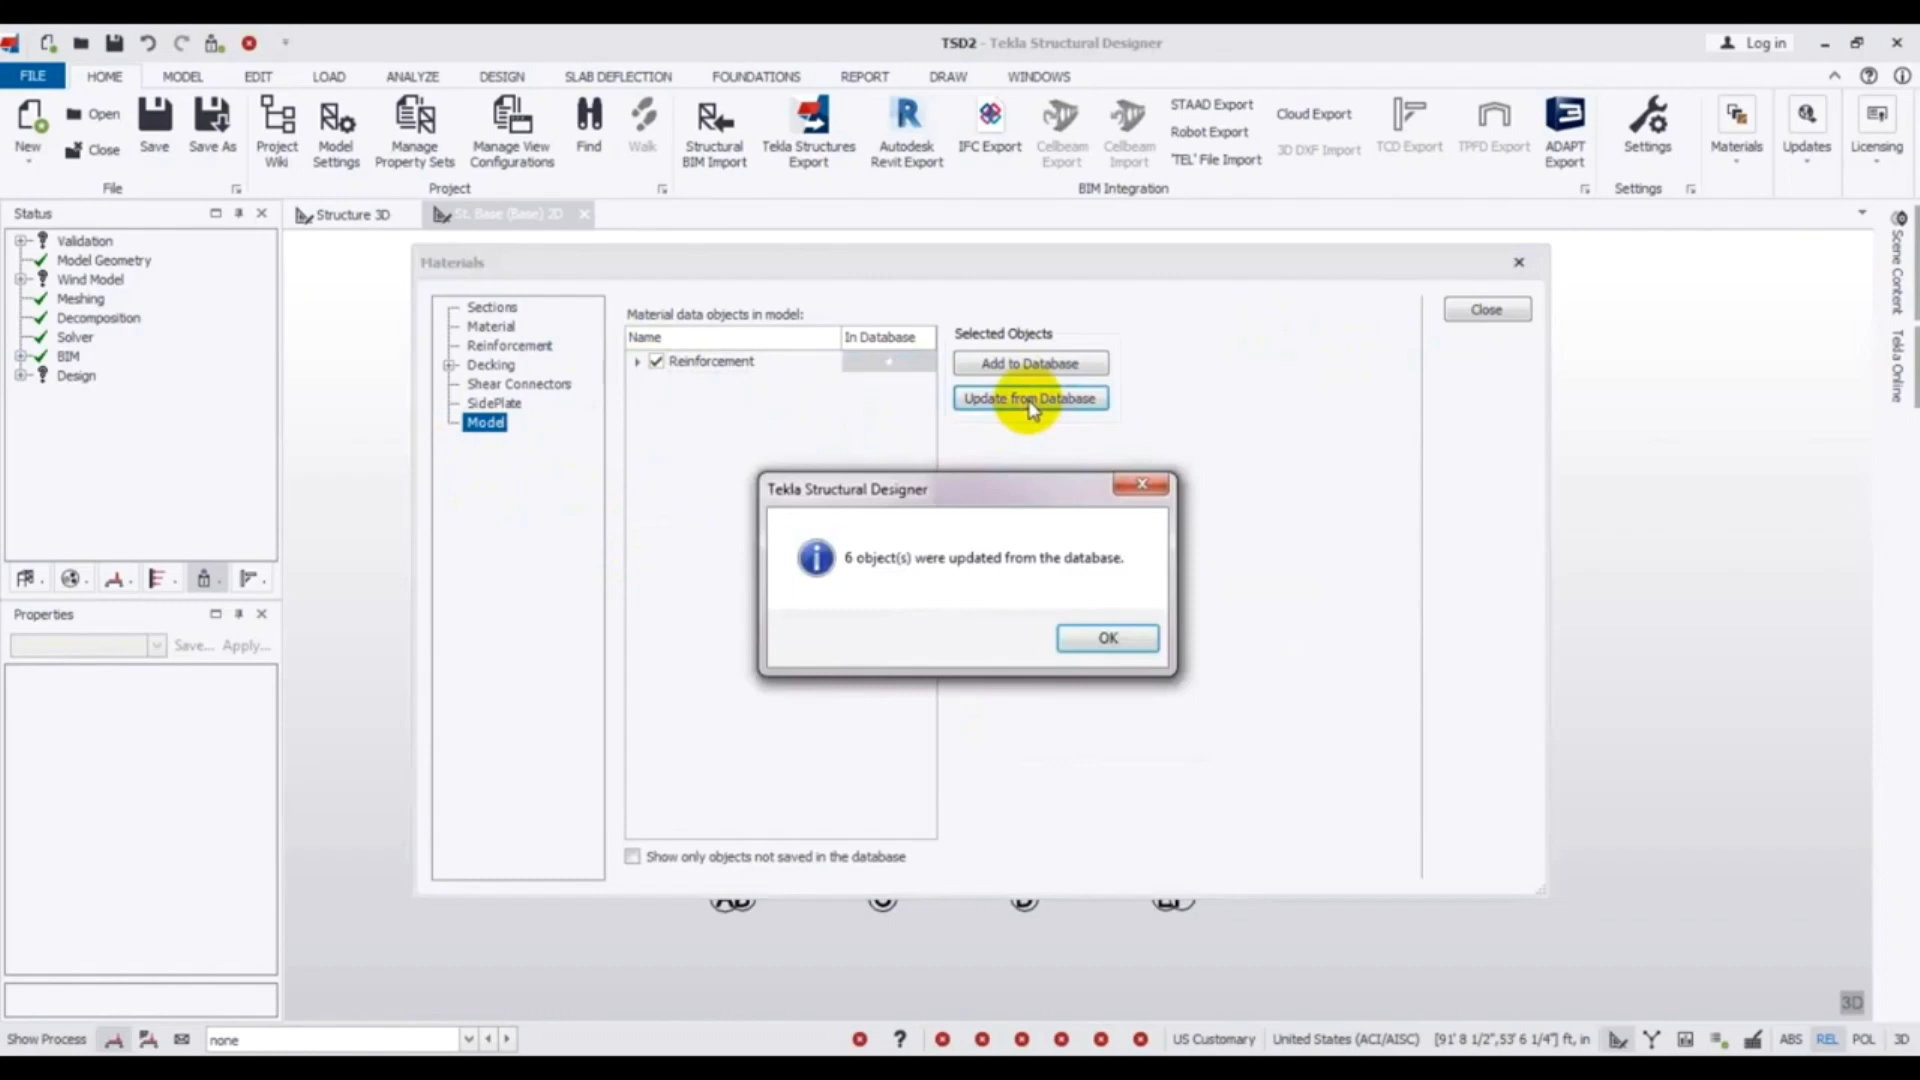 TSD2 - Tekla Structural Designer
Log in
FILE HOME MODEL EDIT LOAD ANALYZE DESIGN SLAB DEFLECTION FOUNDATIONS REPORT DRAW WINDOWS
New
Open
Close
Save
Save As
Project Wiki
Model Settings
Manage Property Sets
Manage View Configurations
Find
Walk
Structural BIM Import
Tekla Structures Export
Autodesk Revit Export
IFC Export
Cellbeam Export
Cellbeam Import
STAAD Export
Robot Export
'TEL' File Import
Cloud Export
3D DXF Import
TCD Export
TPFD Export
ADAPT Export
Settings
Materials
Updates
Licensing
File
Project
BIM Integration
Settings
Status
Structure 3D
St. Base (Base) 2D
Validation
Model Geometry
Wind Model
Meshing
Decomposition
Solver
BIM
Design
Scene Content
Tekla Online
Materials
Sections
Material
Reinforcement
Decking
Shear Connectors
SidePlate
Model
Material data objects in model:
Name In Database
Reinforcement
Selected Objects
Add to Database
Update from Database
Close
Tekla Structural Designer
6 object(s) were updated from the database.
OK
Show only objects not saved in the database
Properties
Save... Apply...
3D
Show Process
none
US Customary
United States (ACI/AISC)
[91' 8 1/2",53' 6 1/4"] ft, in
ABS REL POL 3D